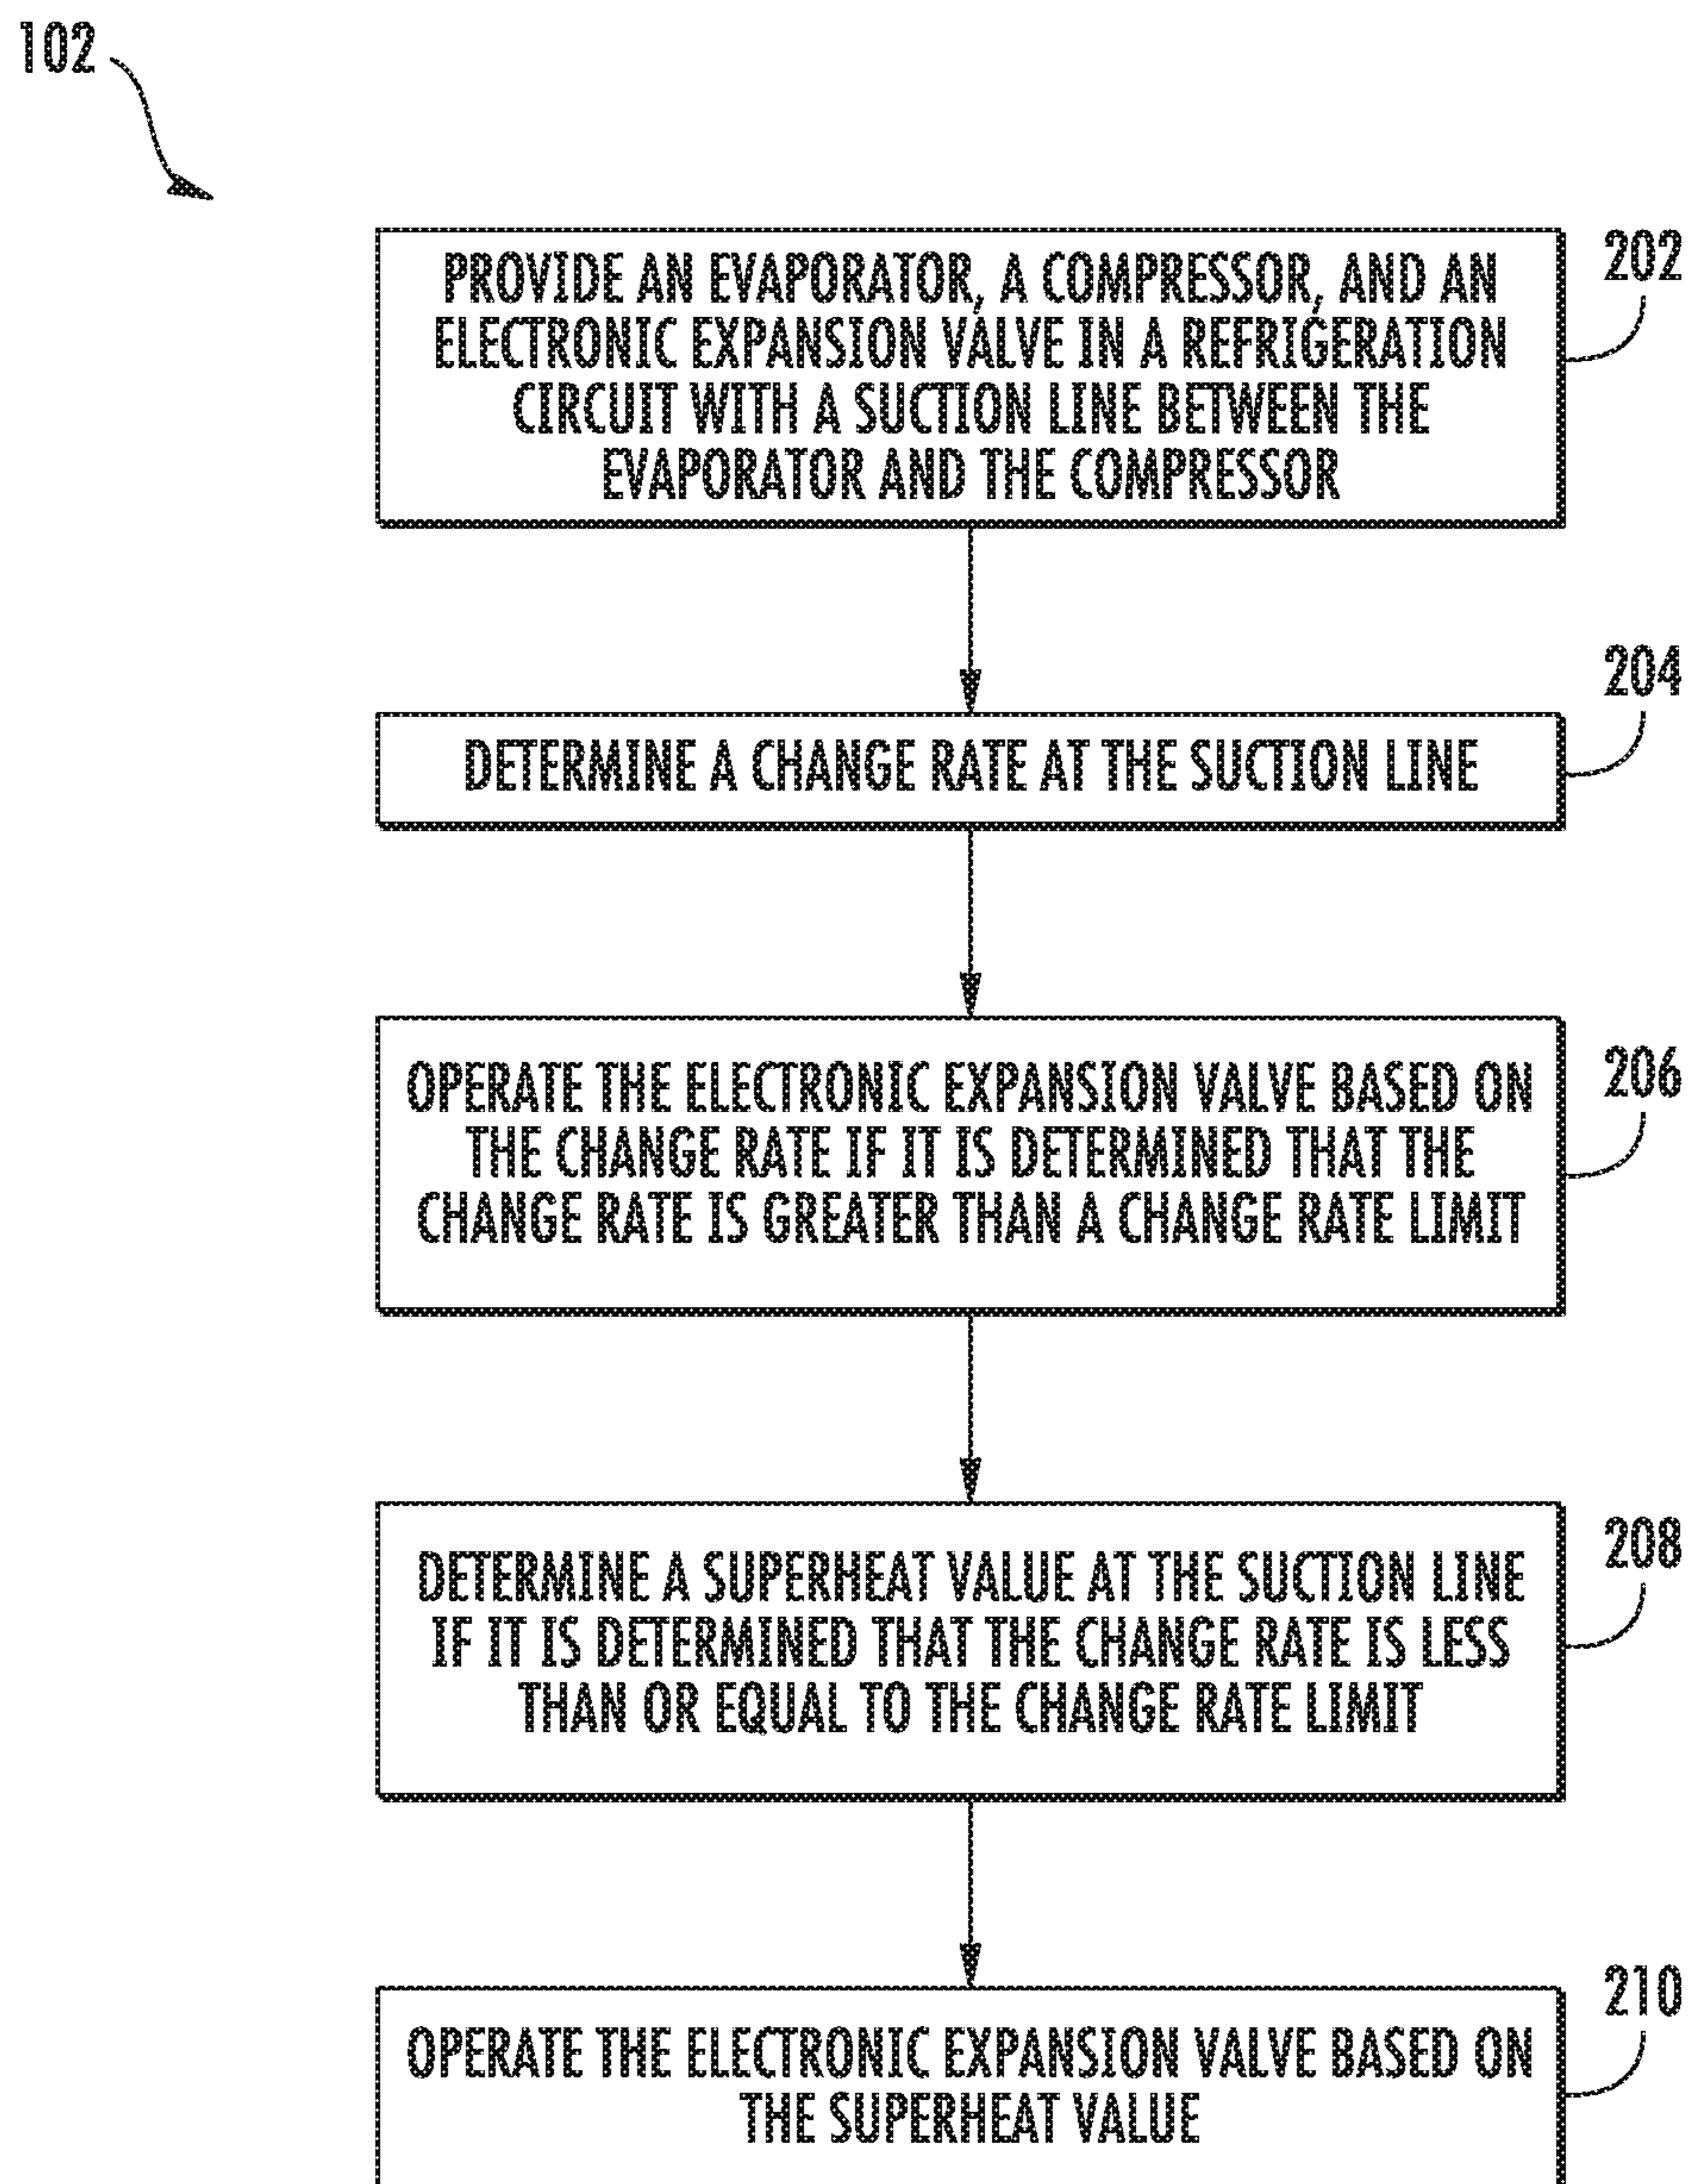 102
202
PROVIDE AN EVAPORATOR, A COMPRESSOR, AND AN
ELECTRONIC EXPANSION VALVE IN A REFRIGERATION
CIRCUIT WITH A SUCTION LINE BETWEEN THE
EVAPORATOR AND THE COMPRESSOR
204
DETERMINE A CHANGE RATE AT THE SUCTION LINE
206
OPERATE THE ELECTRONIC EXPANSION VALVE BASED ON
THE CHANGE RATE IF IT IS DETERMINED THAT THE
CHANGE RATE IS GREATER THAN A CHANGE RATE LIMIT
208
DETERMINE A SUPERHEAT VALUE AT THE SUCTION LINE
IF IT IS DETERMINED THAT THE CHANGE RATE IS LESS
THAN OR EQUAL TO THE CHANGE RATE LIMIT
210
OPERATE THE ELECTRONIC EXPANSION VALVE BASED ON
THE SUPERHEAT VALUE